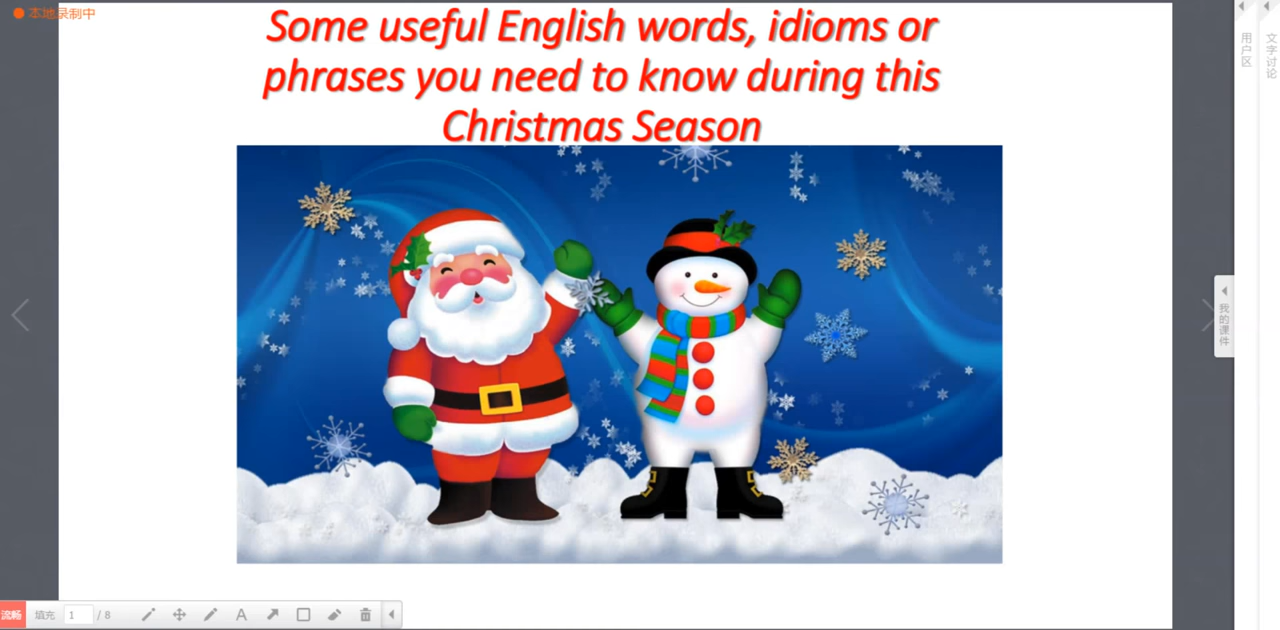 本地录制中
Some useful English words, idioms or
phrases you need to know during this
Christmas Season
用户区
文字讨论
我的课件
流畅
填充 1 / 8
A